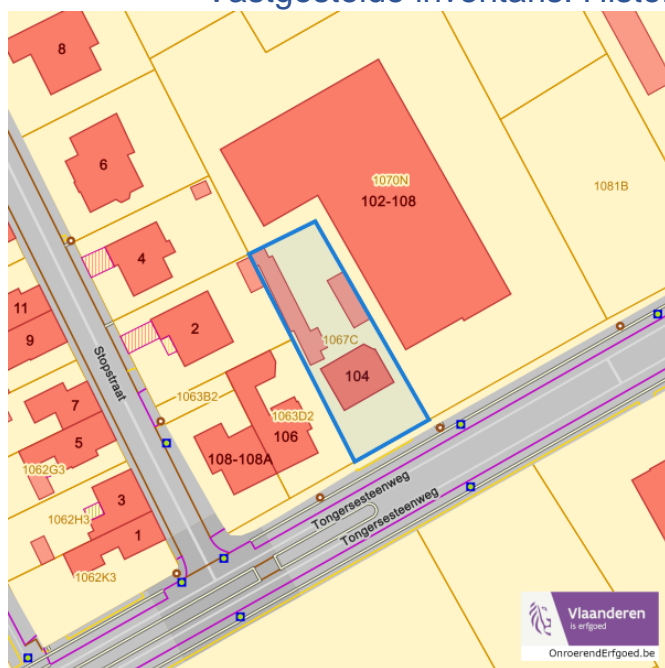 8
6
1070N
102-108
1081B
4
11
2
9
1067C
Stopstraat
104
7
1063B2
1063D2
5
106
1062G3
108-108A
3
Tongersesteenweg
1062H3
1
Tongersesteenweg
1062K3
Vlaanderen
is erfgoed
OnroerendErfgoed.be